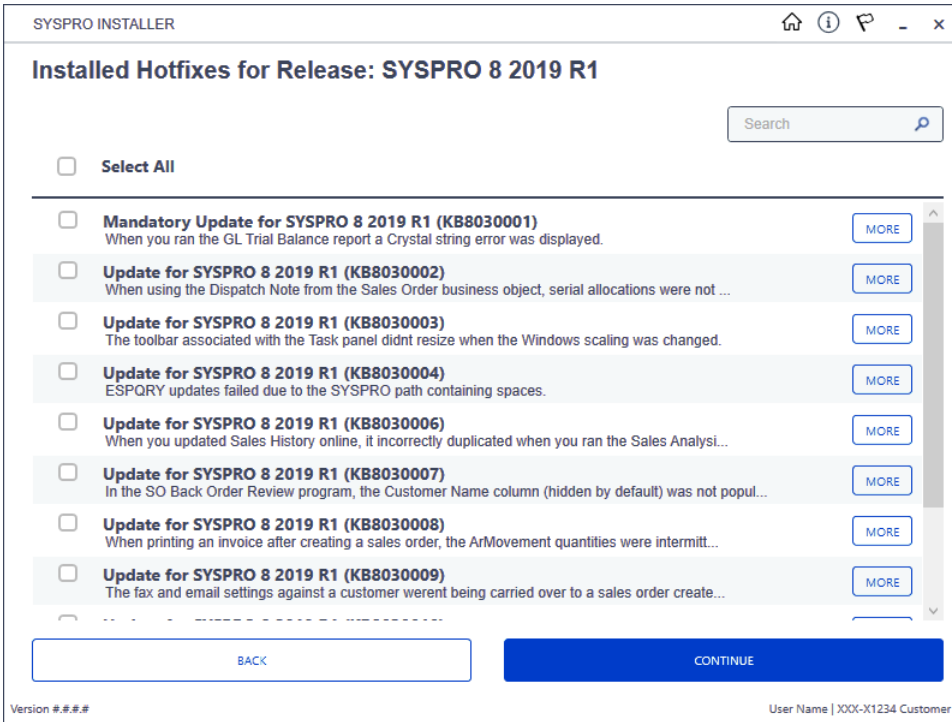 SYSPRO INSTALLER
Installed Hotfixes for Release: SYSPRO 8 2019 R1
Search
Select All
Mandatory Update for SYSPRO 8 2019 R1 (KB8030001)
When you ran the GL Trial Balance report a Crystal string error was displayed.
MORE
Update for SYSPRO 8 2019 R1 (KB8030002)
When using the Dispatch Note from the Sales Order business object, serial allocations were not ...
MORE
Update for SYSPRO 8 2019 R1 (KB8030003)
The toolbar associated with the Task panel didnt resize when the Windows scaling was changed.
MORE
Update for SYSPRO 8 2019 R1 (KB8030004)
ESPQRY updates failed due to the SYSPRO path containing spaces.
MORE
Update for SYSPRO 8 2019 R1 (KB8030006)
When you updated Sales History online, it incorrectly duplicated when you ran the Sales Analysi...
MORE
Update for SYSPRO 8 2019 R1 (KB8030007)
In the SO Back Order Review program, the Customer Name column (hidden by default) was not popul...
MORE
Update for SYSPRO 8 2019 R1 (KB8030008)
When printing an invoice after creating a sales order, the ArMovement quantities were intermitt...
MORE
Update for SYSPRO 8 2019 R1 (KB8030009)
The fax and email settings against a customer werent being carried over to a sales order create...
MORE
BACK
CONTINUE
Version #.#.#.#
User Name | XXX-X1234 Customer